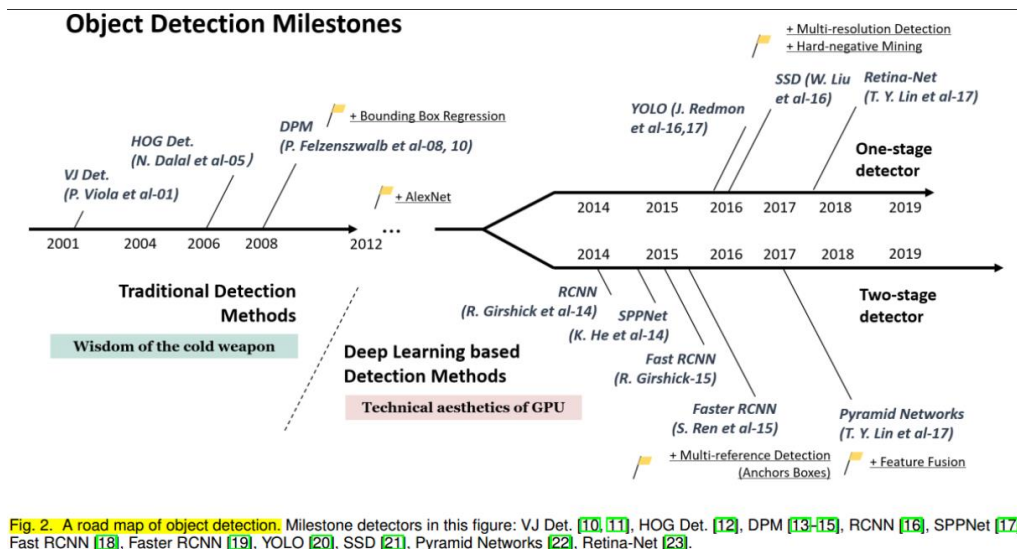 Object Detection Milestones
+ Multi-resolution Detection
+ Hard-negative Mining
SSD (W. Liu
et al-16)
Retina-Net
(T. Y. Lin et al-17)
YOLO (J. Redmon
et al-16,17)
+ Bounding Box Regression
DPM
(P. Felzenszwalb et al-08, 10)
HOG Det.
(N. Dalal et al-05)
VJ Det.
(P. Viola et al-01)
One-stage
detector
+ AlexNet
2014 2015 2016 2017 2018 2019
2001 2004 2006 2008 2012 ...
2014 2015 2016 2017 2018 2019
Traditional Detection
Methods
Wisdom of the cold weapon
Deep Learning based
Detection Methods
Technical aesthetics of GPU
RCNN
(R. Girshick et al-14)
SPPNet
(K. He et al-14)
Fast RCNN
(R. Girshick-15)
Faster RCNN
(S. Ren et al-15)
Pyramid Networks
(T. Y. Lin et al-17)
Two-stage
detector
+ Multi-reference Detection
(Anchors Boxes)
+ Feature Fusion
Fig. 2. A road map of object detection. Milestone detectors in this figure: VJ Det. [10, 11], HOG Det. [12], DPM [13–15], RCNN [16], SPPNet [17
Fast RCNN [18], Faster RCNN [19], YOLO [20], SSD [21], Pyramid Networks [22], Retina-Net [23].